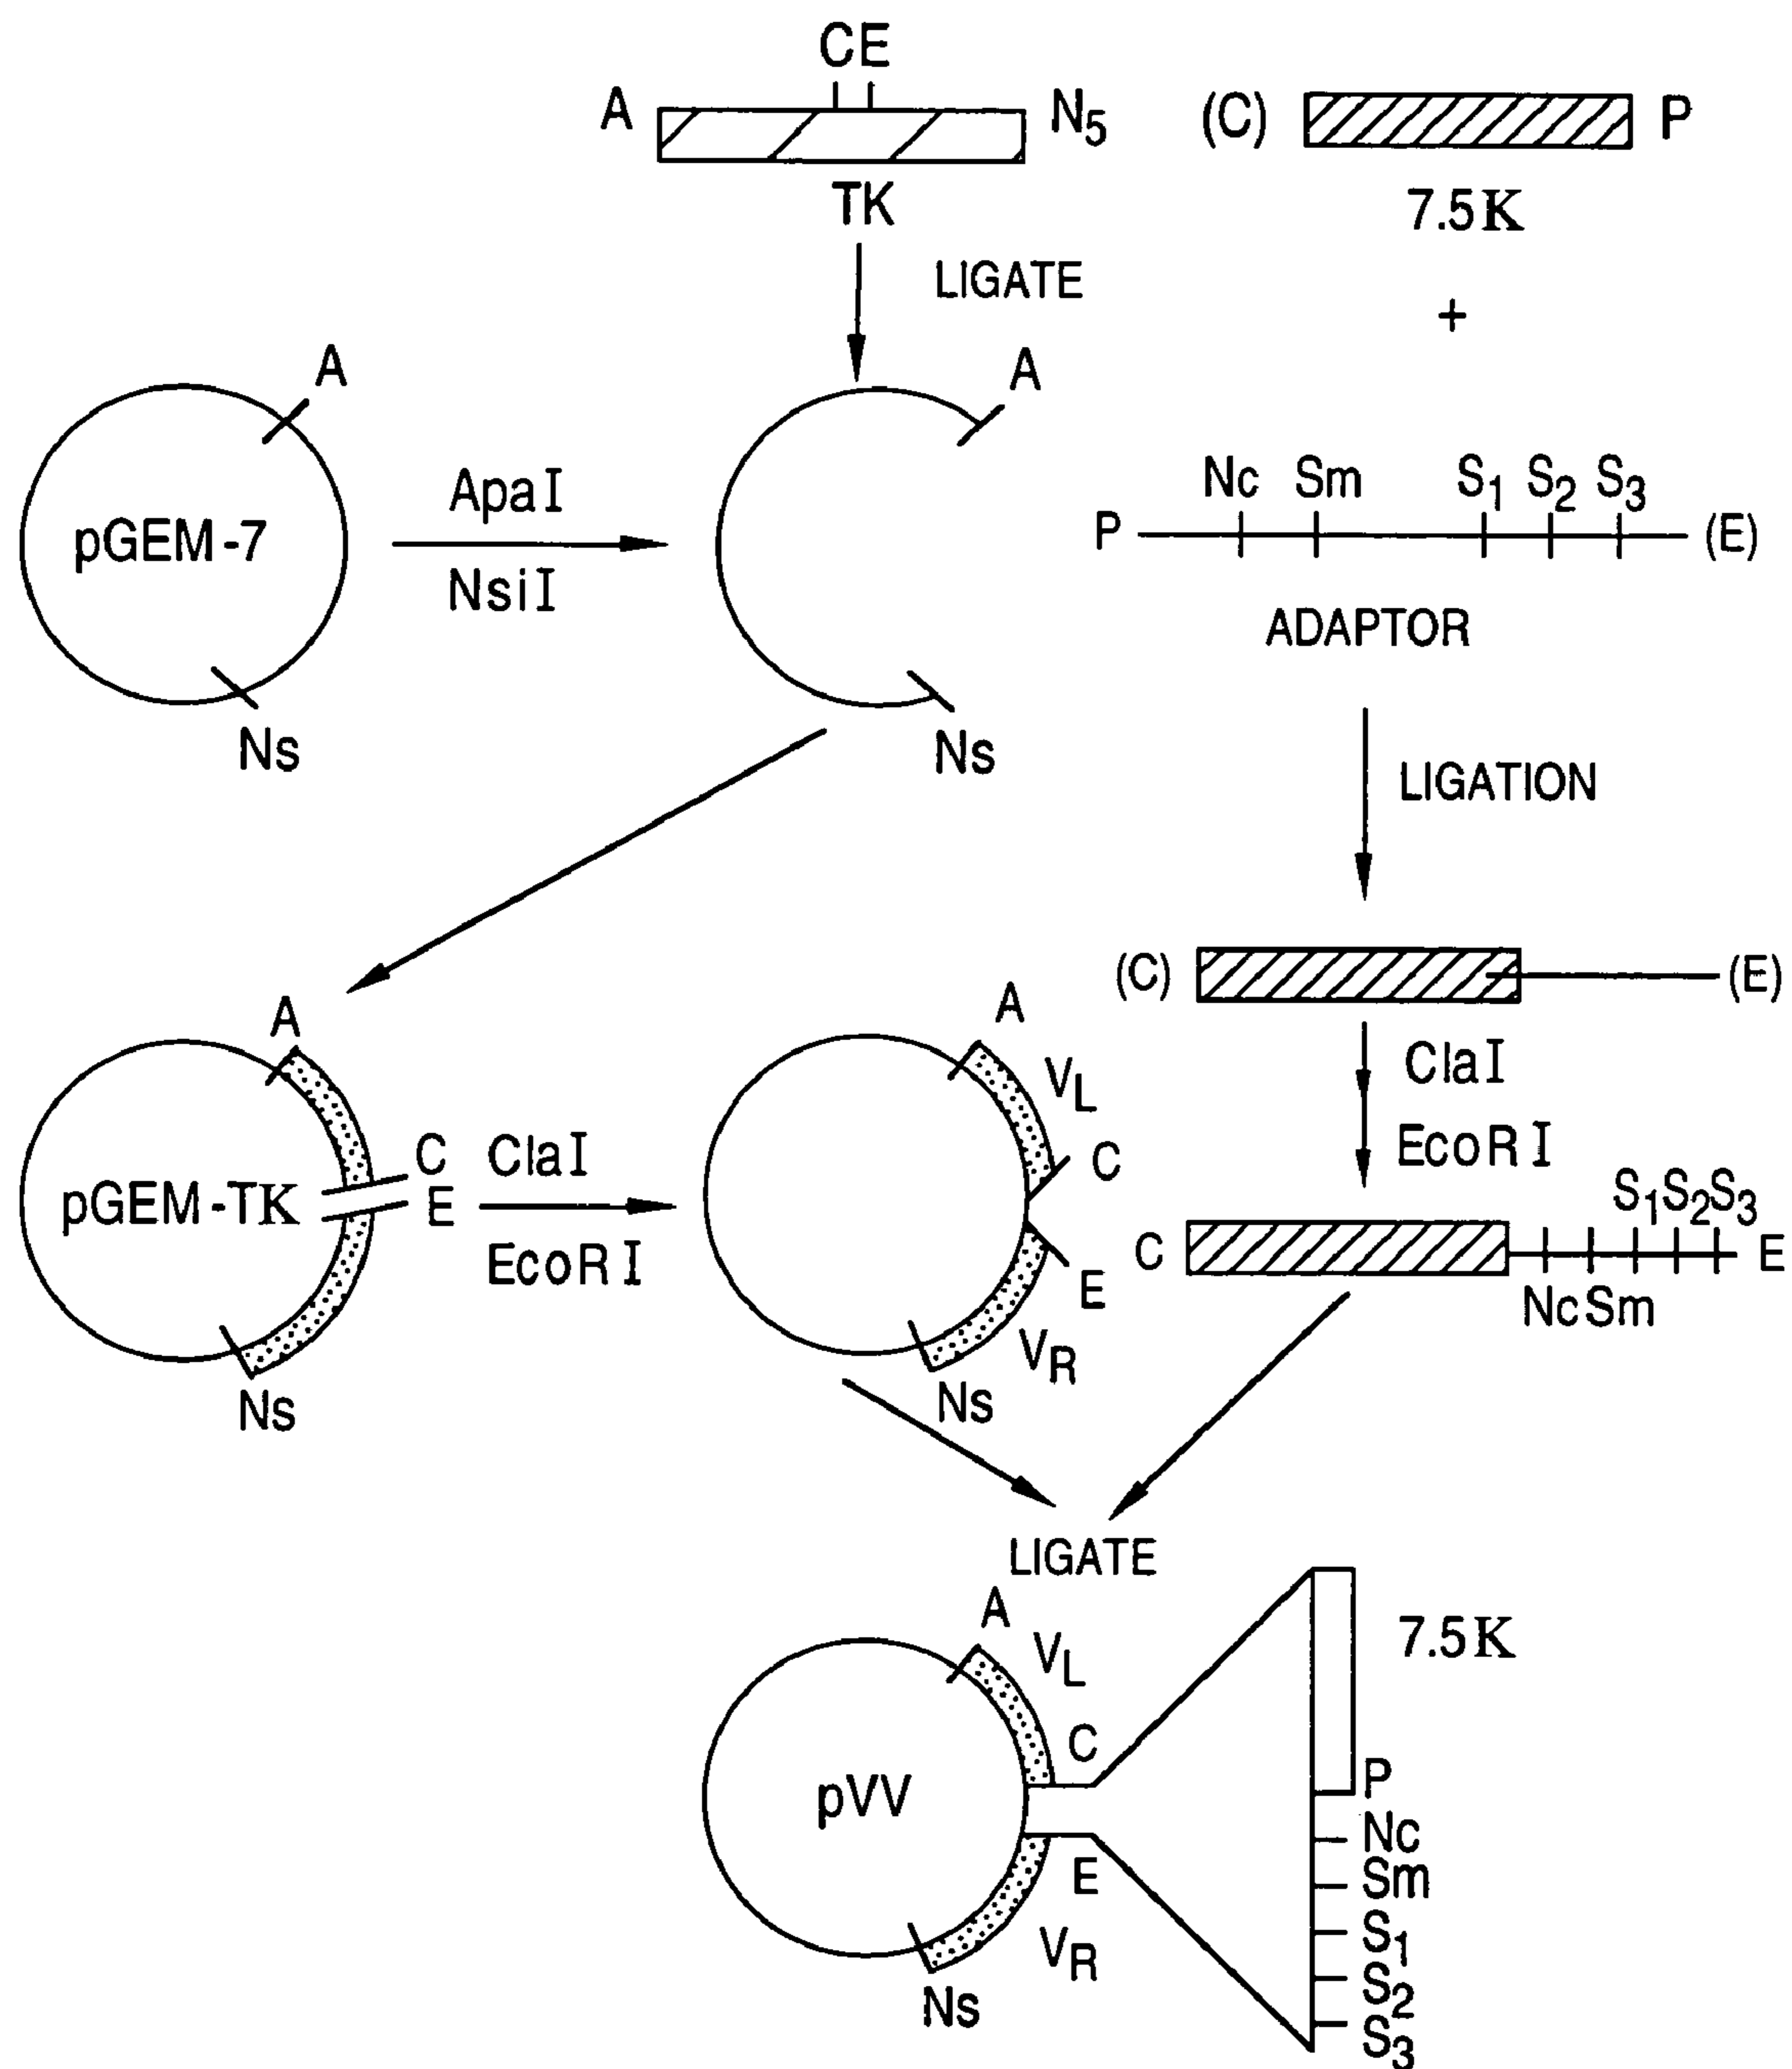 CE
A
N5
(C)
P
TK
7.5K
LIGATE
+
A
A
pGEM-7
ApaI
NsiI
Nc Sm S1 S2 S3
P
(E)
ADAPTOR
Ns
Ns
LIGATION
(C)
(E)
A
A
VL
ClaI
EcoRI
C
E
pGEM-TK
ClaI
EcoRI
C
E
VR
S1S2S3
C
E
NcSm
Ns
Ns
LIGATE
A
VL
7.5K
C
P
pVV
Nc
Sm
E
S1
VR
S2
Ns
S3